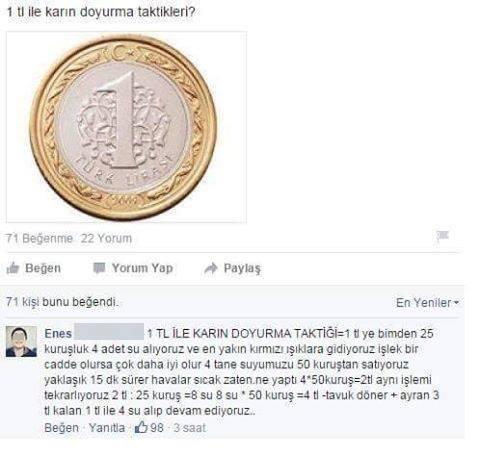 1 tl ile karın doyurma taktikleri?
1
TÜRK LİRASI
2009
71 Beğenme 22 Yorum
Beğen Yorum Yap Paylaş
71 kişi bunu beğendi. En Yeniler
Enes 1 TL İLE KARIN DOYURMA TAKTİĞİ=1 tl ye bimden 25
kuruşluk 4 adet su alıyoruz ve en yakın kırmızı ışıklara gidiyoruz işlek bir
cadde olursa çok daha iyi olur 4 tane suyumuzu 50 kuruştan satıyoruz
yaklaşık 15 dk sürer havalar sıcak zaten.ne yaptı 4*50kuruş=2tl aynı işlemi
tekrarlıyoruz 2 tl : 25 kuruş =8 su 8 su * 50 kuruş =4 tl -tavuk döner + ayran 3
tl kalan 1 tl ile 4 su alıp devam ediyoruz..
Beğen · Yanıtla · 98 · 3 saat